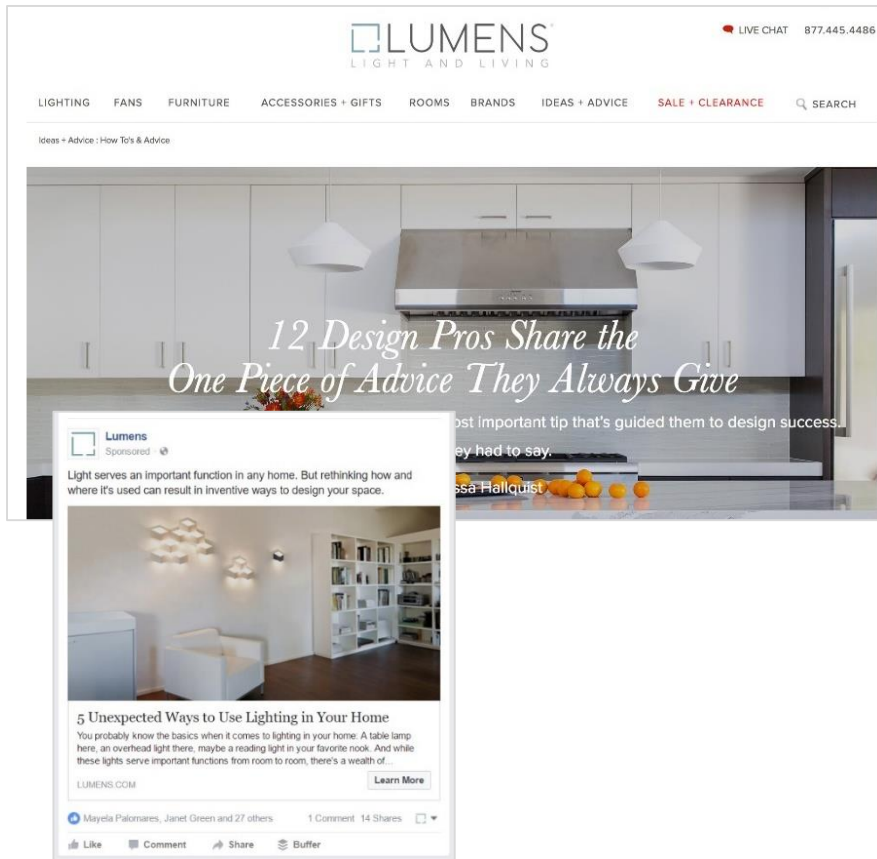 LUMENS
LIGHT AND LIVING
LIVE CHAT 877.445.4486
LIGHTING FANS FURNITURE ACCESSORIES + GIFTS ROOMS BRANDS IDEAS + ADVICE SALE + CLEARANCE SEARCH
Ideas + Advice : How To's & Advice
12 Design Pros Share the
One Piece of Advice They Always Give
important tip that's guided them to design success.
had to say.
Hallquist
Lumens
Sponsored ·
Light serves an important function in any home. But rethinking how and
where it's used can result in inventive ways to design your space.
5 Unexpected Ways to Use Lighting in Your Home
You probably know the basics when it comes to lighting in your home: A table lamp
here, an overhead light there, maybe a reading light in your favorite nook. And while
these lights serve important functions from room to room, there's a wealth of...
LUMENS.COM
Learn More
Mayela Palomares, Janet Green and 27 others 1 Comment 14 Shares
Like Comment Share Buffer